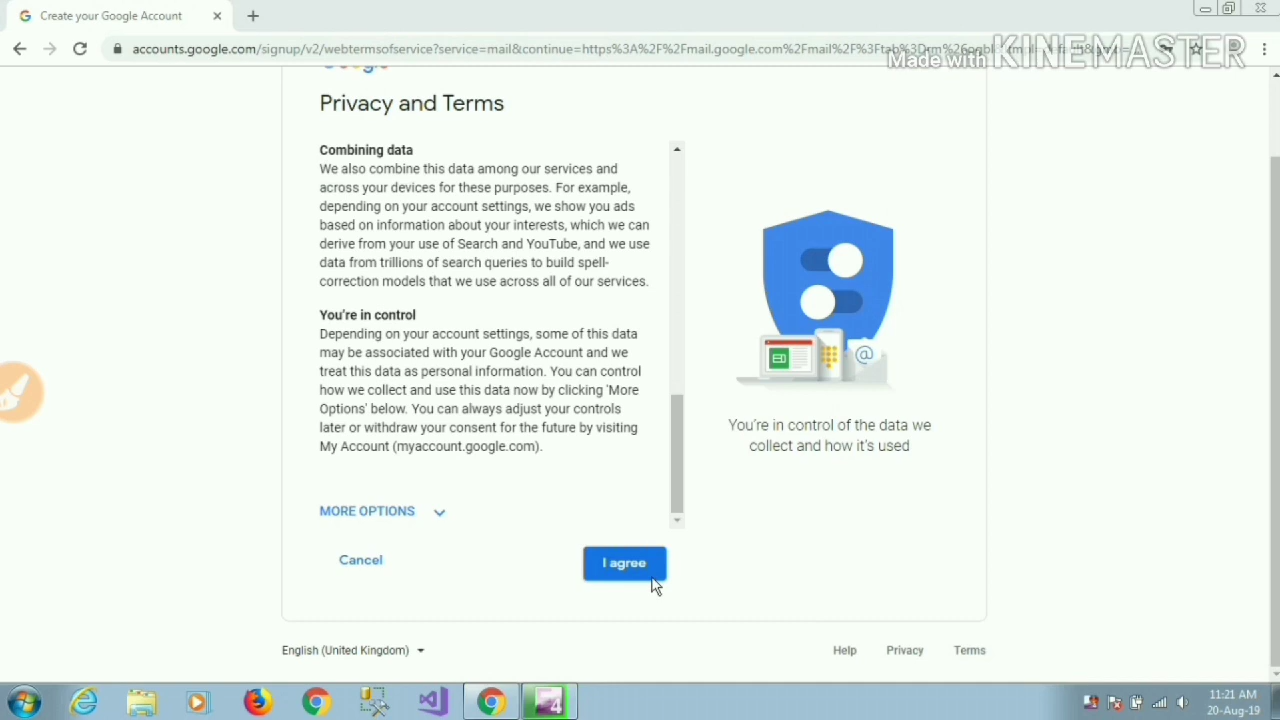 Create your Google Account
accounts.google.com/signup/v2/webtermsofservice?service=mail&continue=https%3A%2F%2Fmail.google.com%2Fmail%2F%3Ftab%3Drm%26
Made with KINEMASTER
Privacy and Terms
Combining data
We also combine this data among our services and
across your devices for these purposes. For example,
depending on your account settings, we show you ads
based on information about your interests, which we can
derive from your use of Search and YouTube, and we use
data from trillions of search queries to build spell-
correction models that we use across all of our services.
You're in control
Depending on your account settings, some of this data
may be associated with your Google Account and we
treat this data as personal information. You can control
how we collect and use this data now by clicking 'More
Options' below. You can always adjust your controls
later or withdraw your consent for the future by visiting
My Account (myaccount.google.com).
MORE OPTIONS
Cancel
I agree
@
You're in control of the data we
collect and how it's used
English (United Kingdom)
Help
Privacy
Terms
4
11:21 AM
20-Aug-19